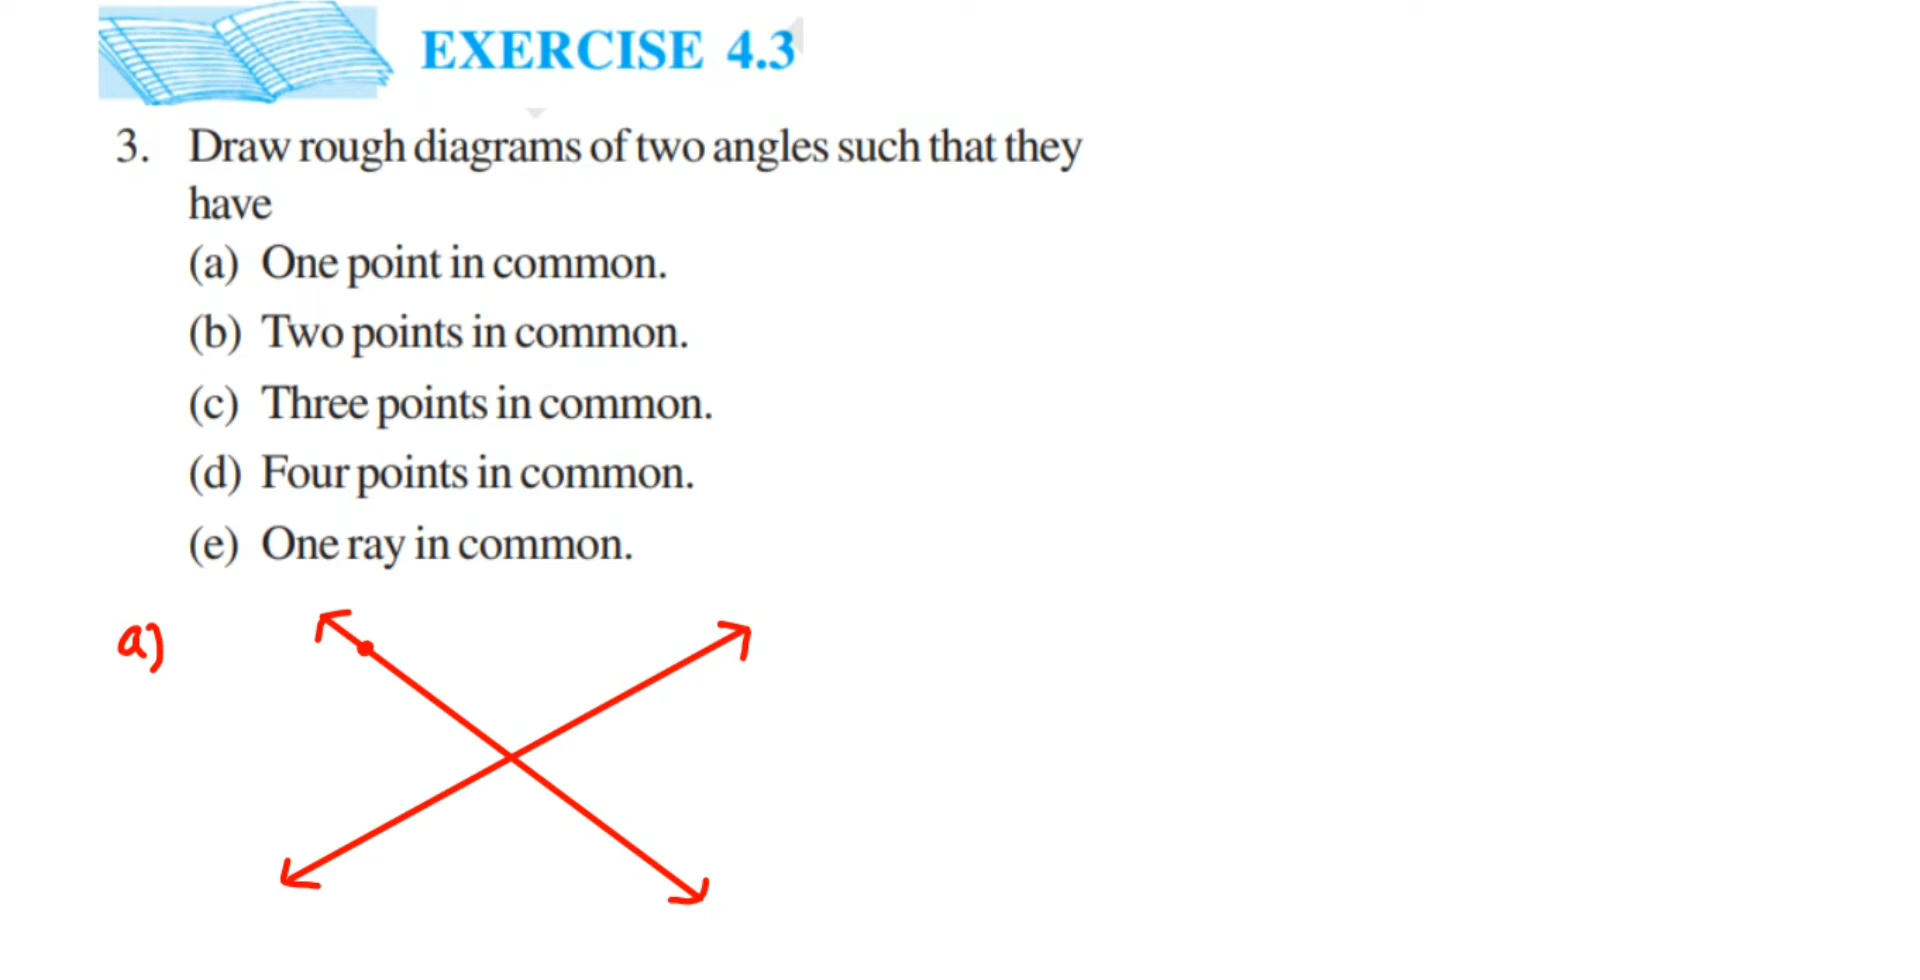 EXERCISE 4.3
3. Draw rough diagrams of two angles such that they
have
(a) One point in common.
(b) Two points in common.
(c) Three points in common.
(d) Four points in common.
(e) One ray in common.
a)